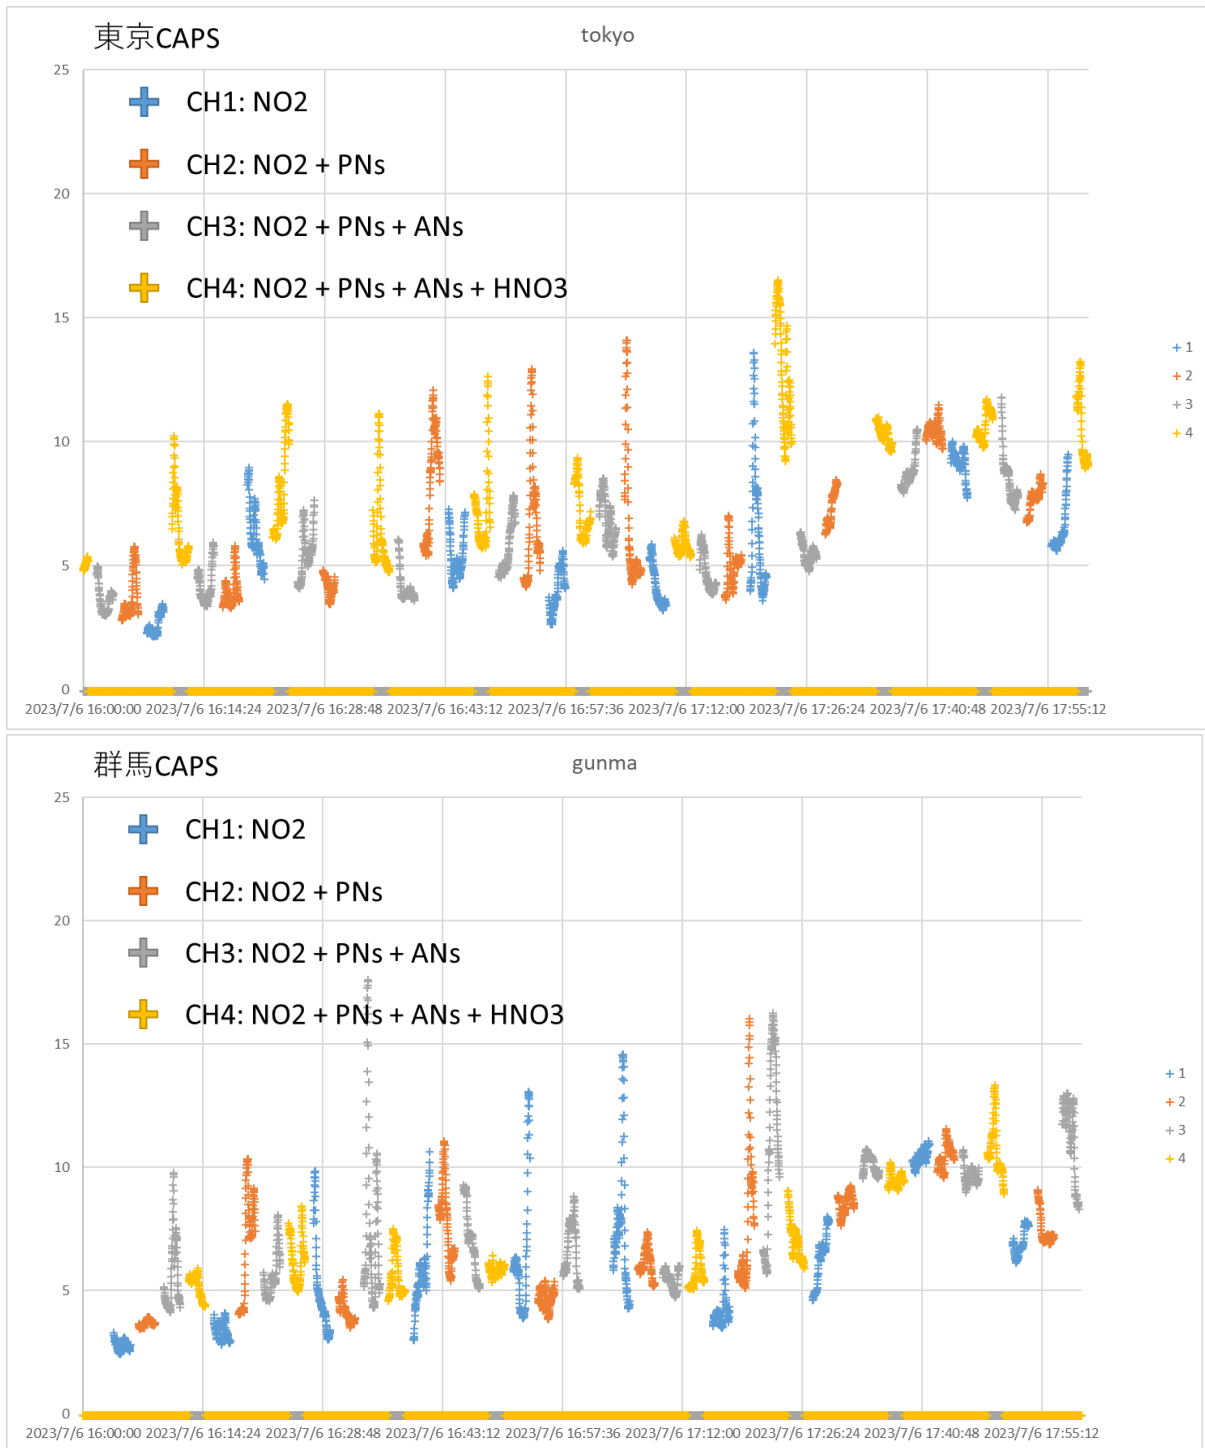 東京CAPS
tokyo
25
CH1: NO2
CH2: NO2 + PNs
20
CH3: NO2 + PNs + ANs
CH4: NO2 + PNs + ANs + HNO3
15
1
2
3
4
10
5
0
2023/7/6 16:00:00 2023/7/6 16:14:24 2023/7/6 16:28:48 2023/7/6 16:43:12 2023/7/6 16:57:36 2023/7/6 17:12:00 2023/7/6 17:26:24 2023/7/6 17:40:48 2023/7/6 17:55:12
群馬CAPS
gunma
25
CH1: NO2
CH2: NO2 + PNs
20
CH3: NO2 + PNs + ANs
CH4: NO2 + PNs + ANs + HNO3
15
1
2
3
4
10
5
0
2023/7/6 16:00:00 2023/7/6 16:14:24 2023/7/6 16:28:48 2023/7/6 16:43:12 2023/7/6 16:57:36 2023/7/6 17:12:00 2023/7/6 17:26:24 2023/7/6 17:40:48 2023/7/6 17:55:12